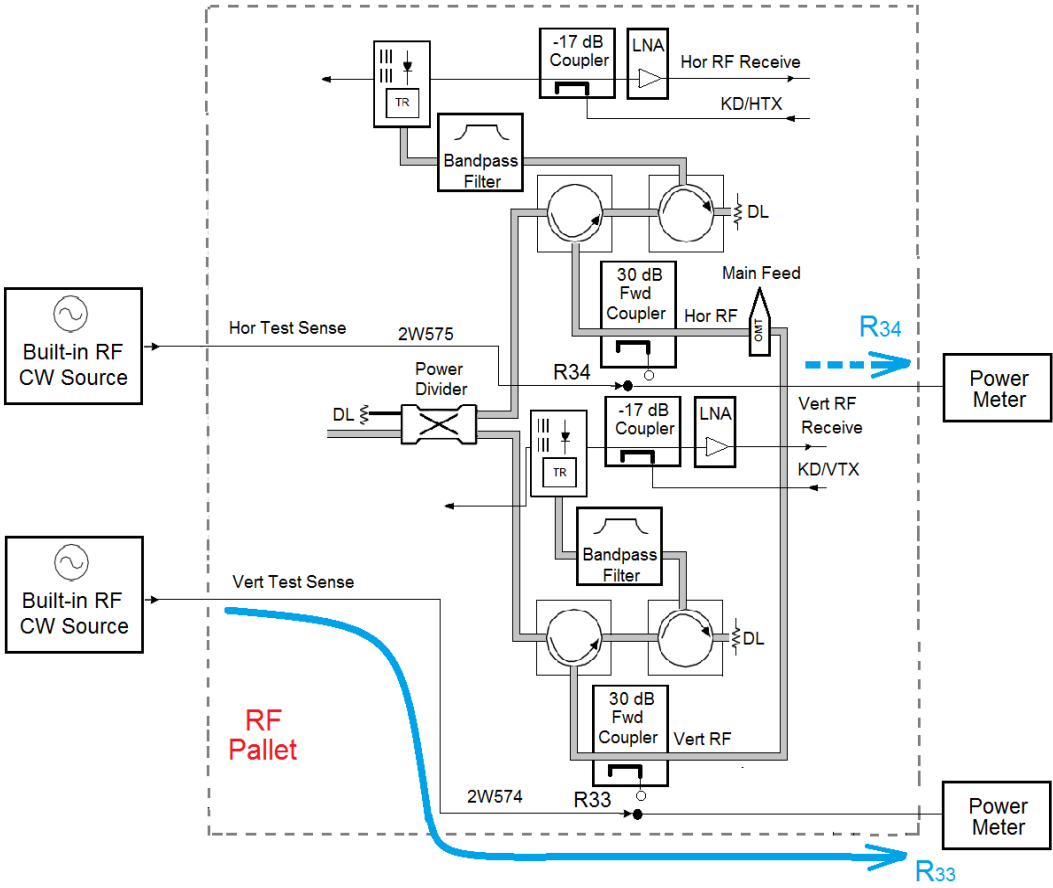 -17 dB
Coupler
LNA
Hor RF Receive
TR
KD/HTX
Bandpass
Filter
DL
30 dB
Fwd
Coupler
Main Feed
Hor RF
OMT
Built-in RF
CW Source
Hor Test Sense
2W575
R34
R34
Power
Meter
Power
Divider
DL
-17 dB
Coupler
LNA
Vert RF
Receive
TR
KD/VTX
Bandpass
Filter
Built-in RF
CW Source
Vert Test Sense
DL
RF
Pallet
30 dB
Fwd
Coupler
Vert RF
2W574
R33
Power
Meter
R33